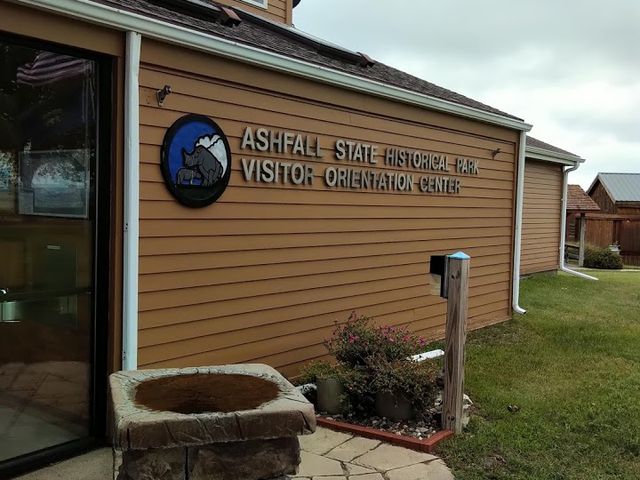 ASHFALL STATE HISTORICAL PARK
VISITOR ORIENTATION CENTER